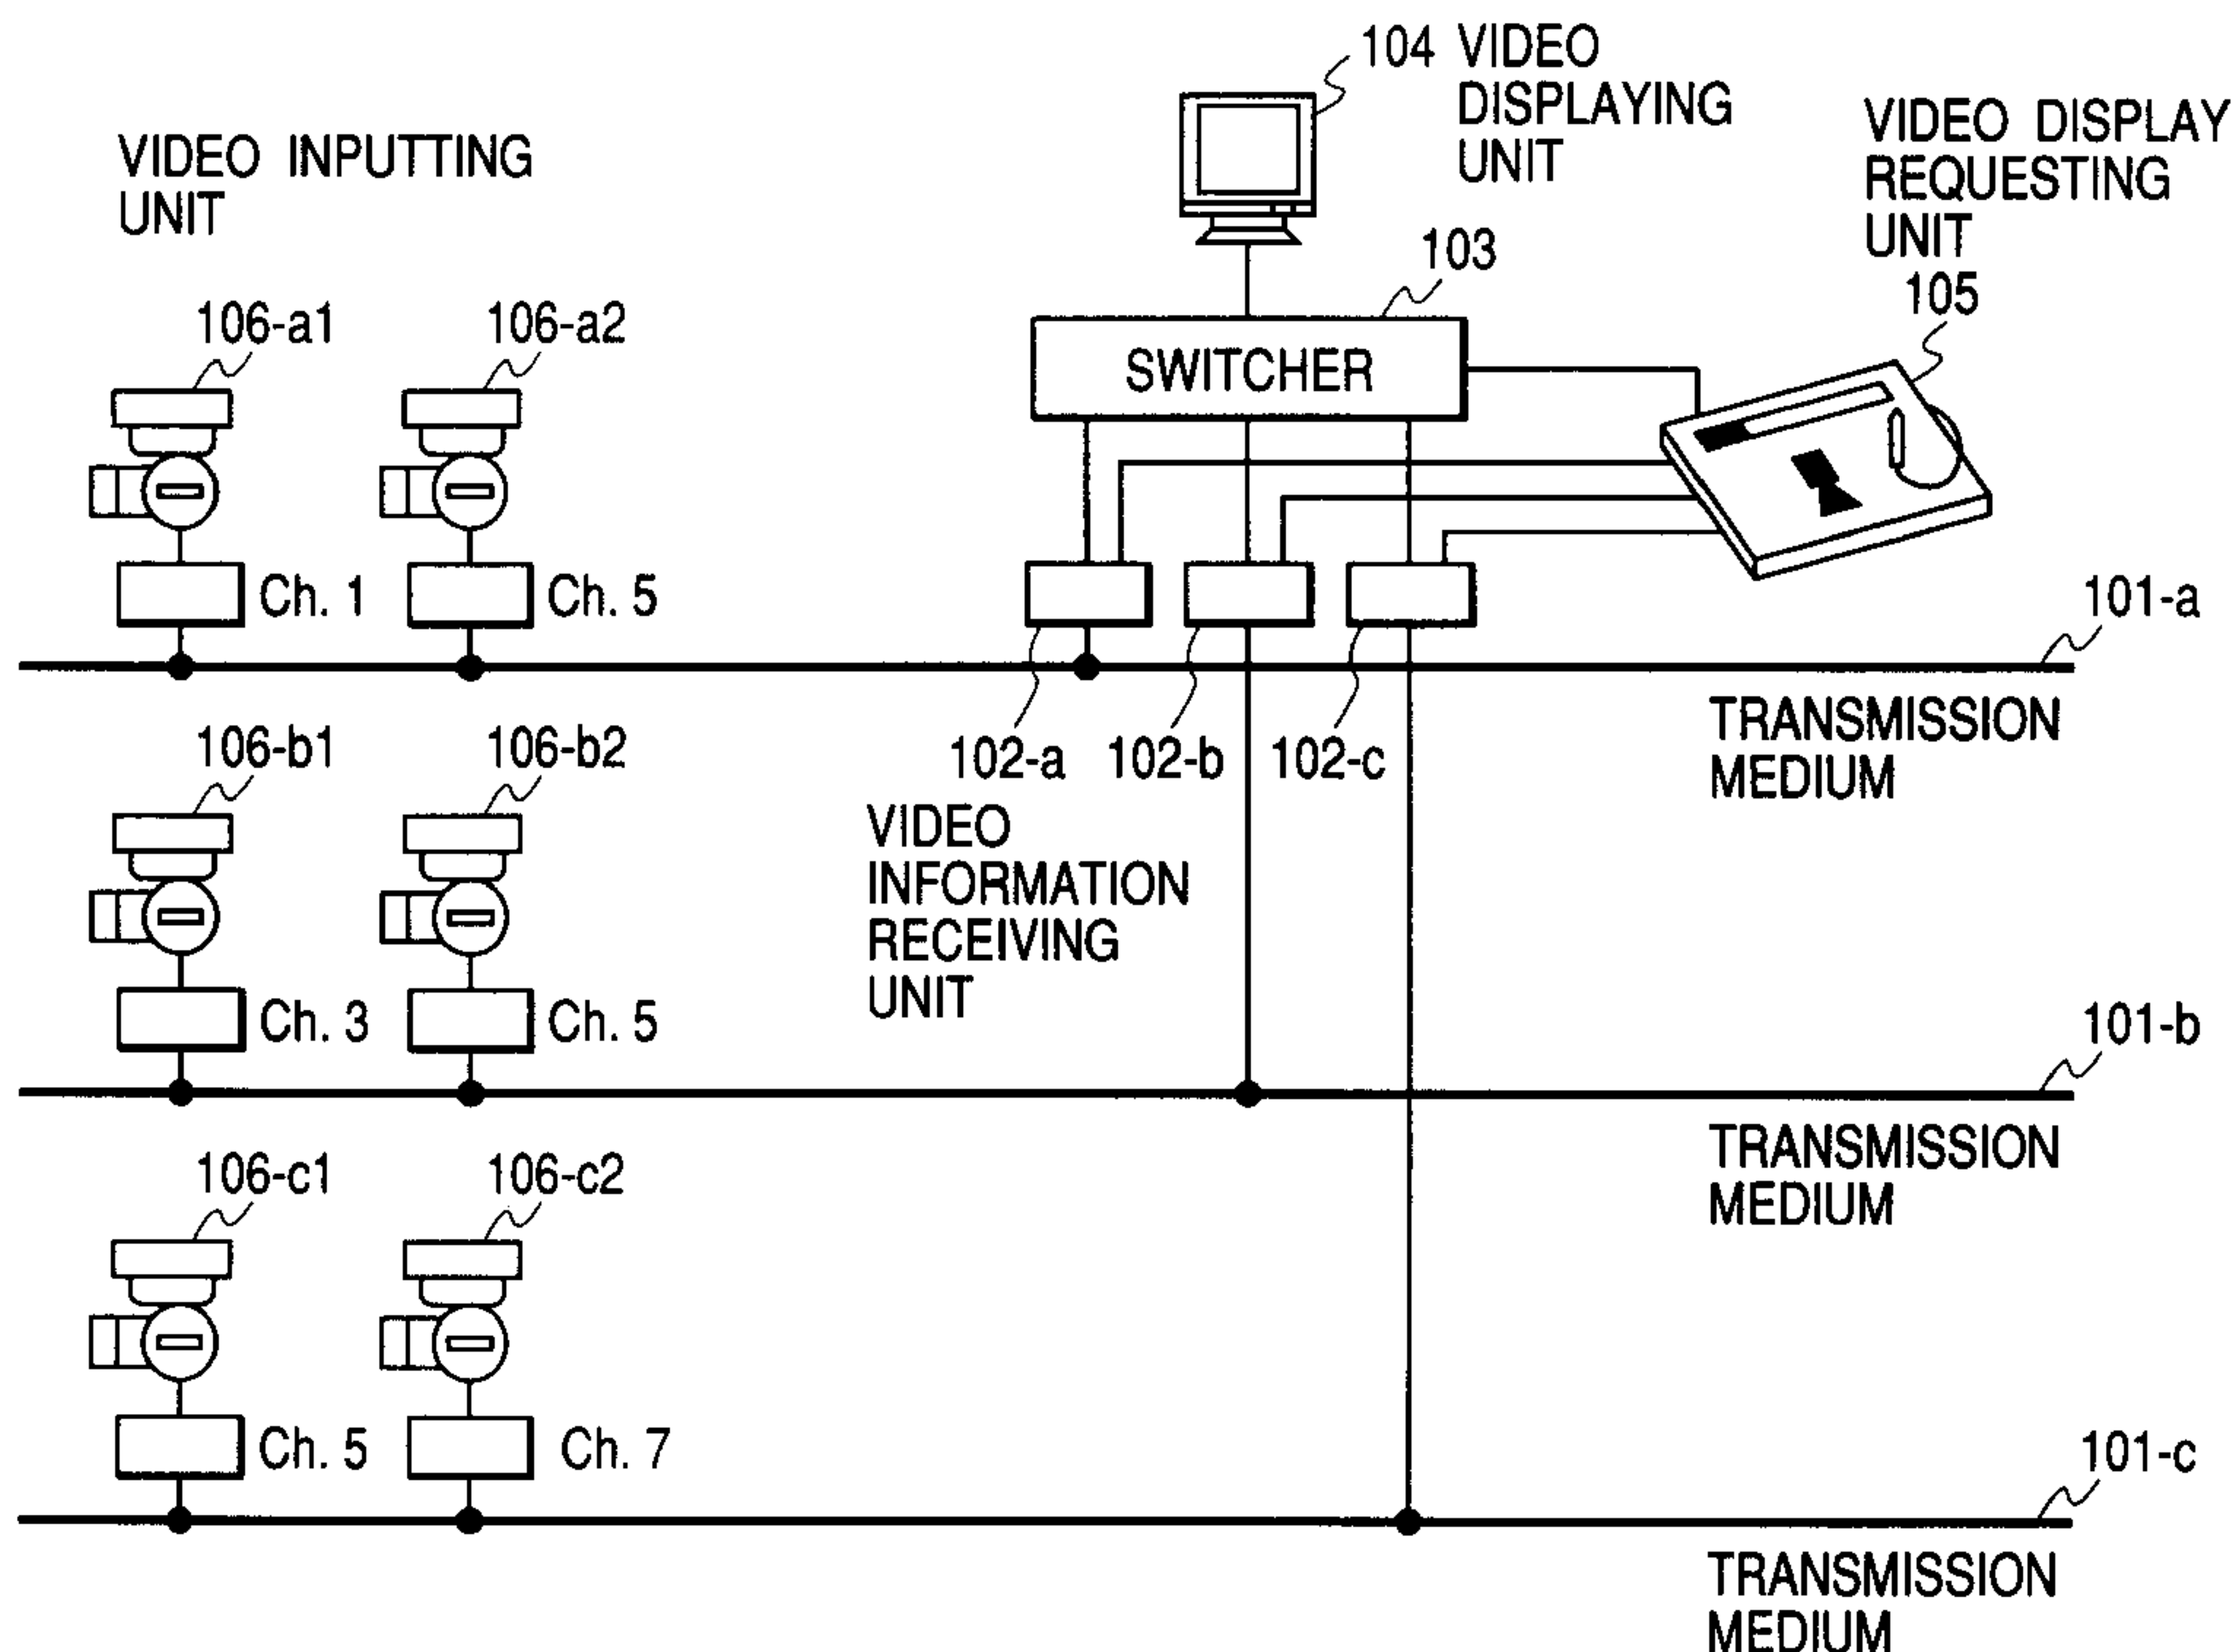 104 VIDEO
DISPLAYING
UNIT
VIDEO DISPLAY
REQUESTING
UNIT
105
VIDEO INPUTTING
UNIT
103
106-a1
106-a2
SWITCHER
Ch. 1
Ch. 5
101-a
TRANSMISSION
MEDIUM
102-a
102-b
102-c
VIDEO
INFORMATION
RECEIVING
UNIT
106-b1
106-b2
Ch. 3
Ch. 5
101-b
TRANSMISSION
MEDIUM
106-c1
106-c2
Ch. 5
Ch. 7
101-c
TRANSMISSION
MEDIUM